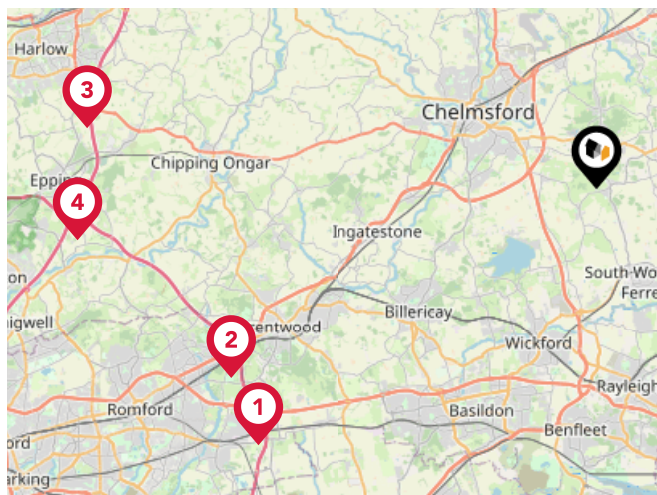 Harlow
3
Chelmsford
Chipping Ongar
Epping
4
Ingatestone
South Wo
Ferre
on
Billericay
igwell
2
rentwood
Wickford
1
Rayleigh
Romford
Basildon
Benfleet
ord
arking